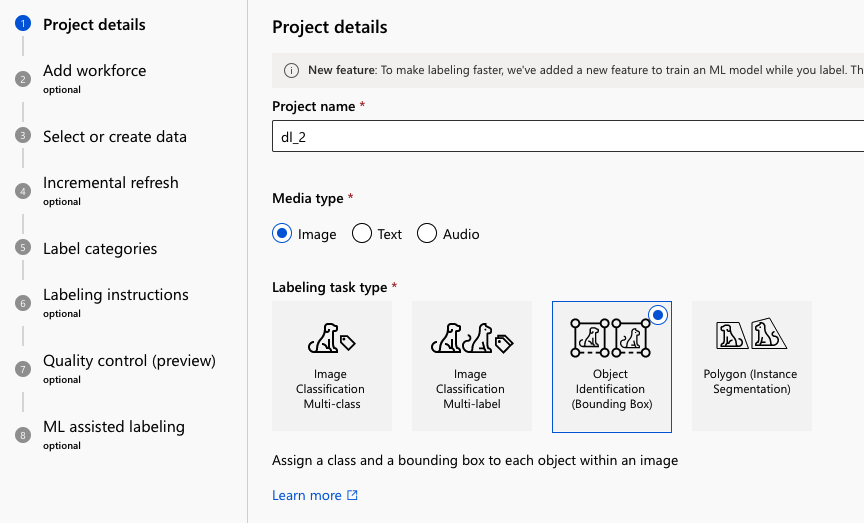 1 Project details
2 Add workforce
optional
3 Select or create data
4 Incremental refresh
optional
5 Label categories
6 Labeling instructions
optional
7 Quality control (preview)
optional
8 ML assisted labeling
optional
Project details
New feature: To make labeling faster, we've added a new feature to train an ML model while you label. Th
Project name *
dl_2
Media type *
Image Text Audio
Labeling task type *
Image
Classification
Multi-class
Image
Classification
Multi-label
Object
Identification
(Bounding Box)
Polygon (Instance
Segmentation)
Assign a class and a bounding box to each object within an image
Learn more